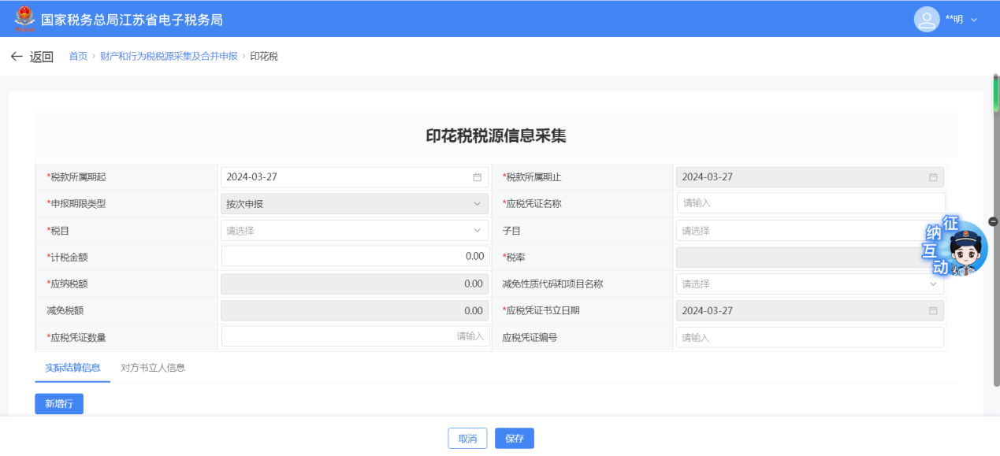 国家税务总局江苏省电子税务局
**明
返回 首页 › 财产和行为税税源采集及合并申报 › 印花税
印花税税源信息采集
*税款所属期起 2024-03-27 *税款所属期止 2024-03-27
*申报期限类型 按次申报 *应税凭证名称 请输入
*税目 请选择 子目 请选择
*计税金额 0.00 *税率
*应纳税额 0.00 减免性质代码和项目名称 请选择
减免税额 0.00 *应税凭证书立日期 2024-03-27
*应税凭证数量 请输入 应税凭证编号 请输入
征纳互动
实际结算信息 对方书立人信息
新增行
取消 保存